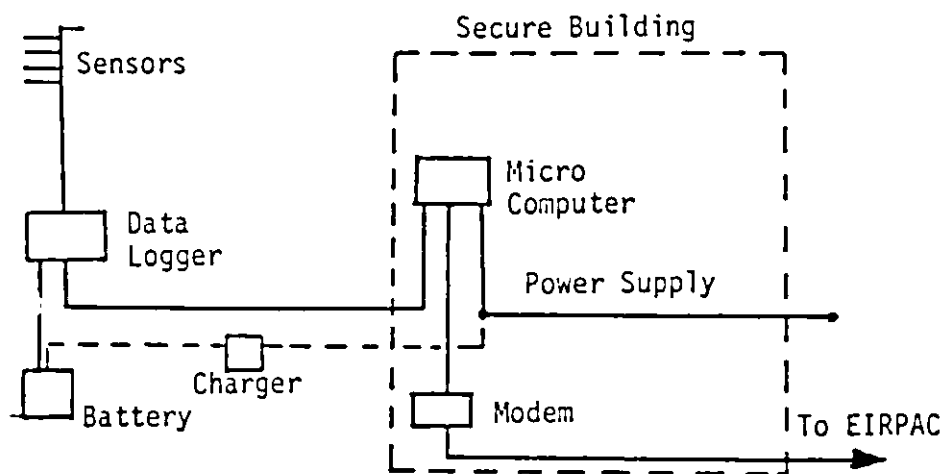 Secure Building
Sensors
Micro
Computer
Data
Logger
Power Supply
Charger
Battery
Modem
To EIRPAC